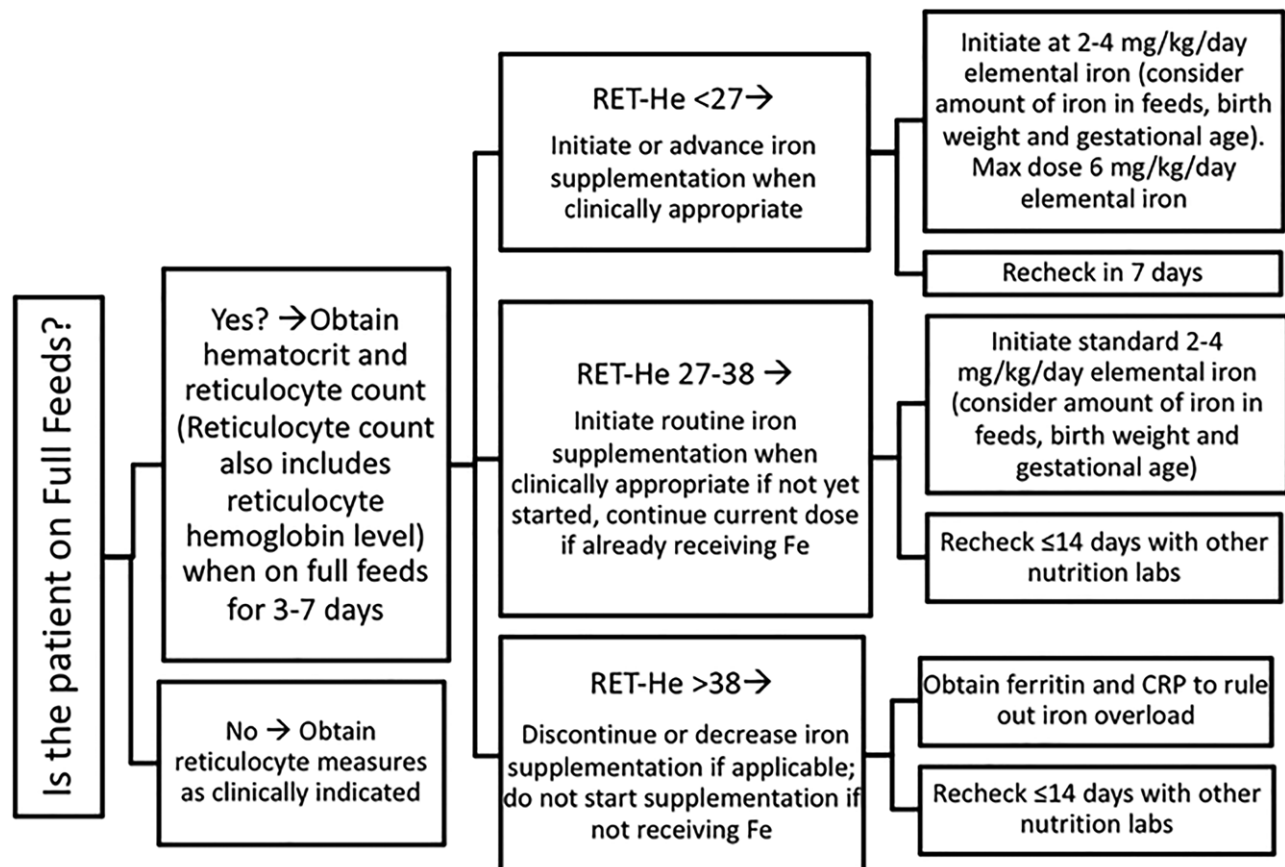 Is the patient on Full Feeds?
Yes? →Obtain
hematocrit and
reticulocyte count
(Reticulocyte count
also includes
reticulocyte
hemoglobin level)
when on full feeds
for 3-7 days
No → Obtain
reticulocyte measures
as clinically indicated
RET-He <27→
Initiate or advance iron
supplementation when
clinically appropriate
Initiate at 2-4 mg/kg/day
elemental iron (consider
amount of iron in feeds, birth
weight and gestational age).
Max dose 6 mg/kg/day
elemental iron
Recheck in 7 days
RET-He 27-38 →
Initiate routine iron
supplementation when
clinically appropriate if not yet
started, continue current dose
if already receiving Fe
Initiate standard 2-4
mg/kg/day elemental iron
(consider amount of iron in
feeds, birth weight and
gestational age)
Recheck ≤14 days with other
nutrition labs
RET-He >38→
Discontinue or decrease iron
supplementation if applicable;
do not start supplementation if
not receiving Fe
Obtain ferritin and CRP to rule
out iron overload
Recheck ≤14 days with other
nutrition labs